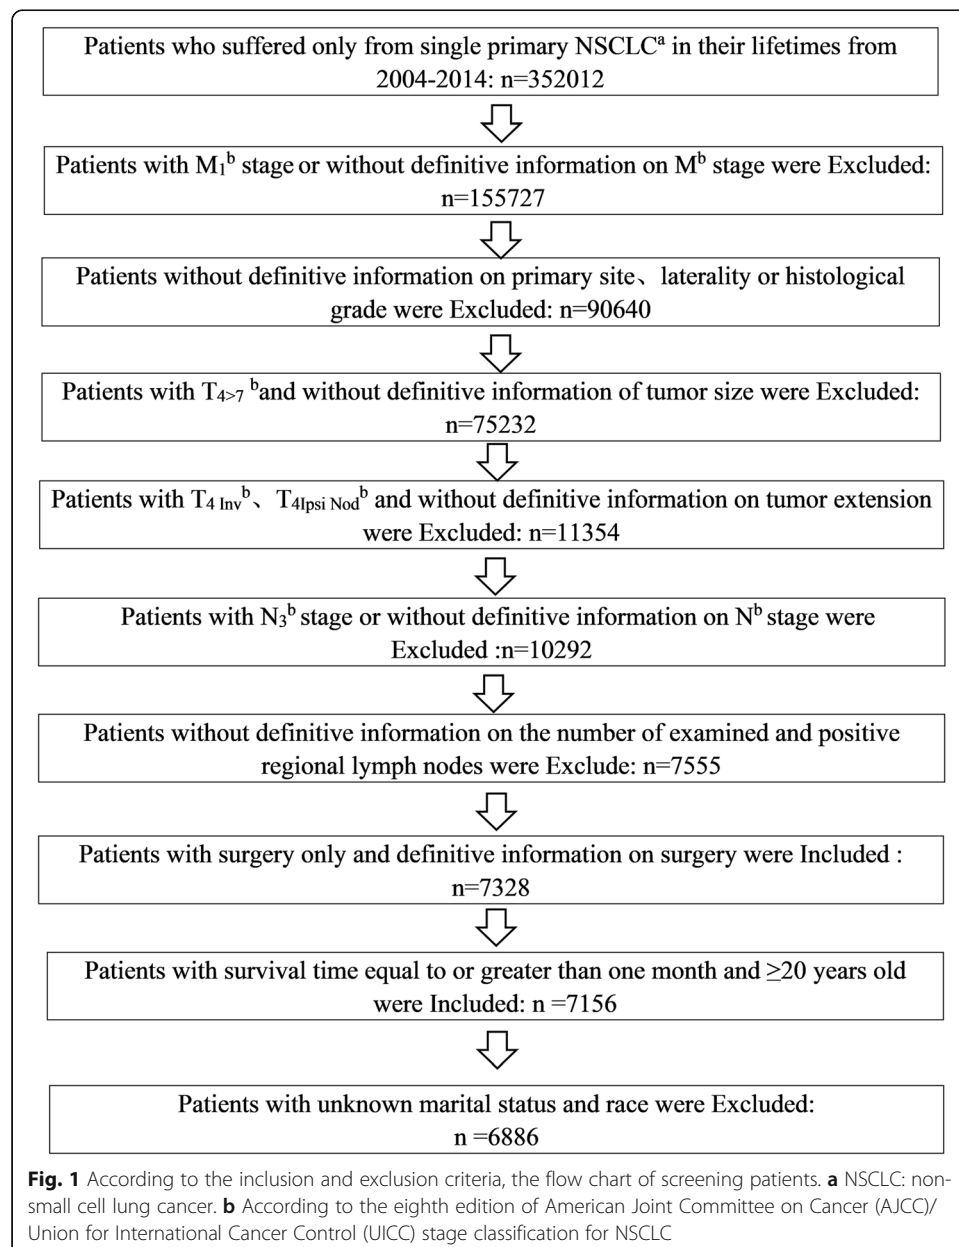 Patients who suffered only from single primary NSCLCᵃ in their lifetimes from
2004-2014: n=352012
Patients with M₁ᵇ stage or without definitive information on Mᵇ stage were Excluded:
n=155727
Patients without definitive information on primary site、laterality or histological
grade were Excluded: n=90640
Patients with T₄>₇ ᵇand without definitive information of tumor size were Excluded:
n=75232
Patients with T₄ Invᵇ、T₄Ipsi Nodᵇ and without definitive information on tumor extension
were Excluded: n=11354
Patients with N₃ᵇ stage or without definitive information on Nᵇ stage were
Excluded :n=10292
Patients without definitive information on the number of examined and positive
regional lymph nodes were Exclude: n=7555
Patients with surgery only and definitive information on surgery were Included :
n=7328
Patients with survival time equal to or greater than one month and ≥20 years old
were Included: n =7156
Patients with unknown marital status and race were Excluded:
n =6886
Fig. 1 According to the inclusion and exclusion criteria, the flow chart of screening patients. a NSCLC: non-
small cell lung cancer. b According to the eighth edition of American Joint Committee on Cancer (AJCC)/
Union for International Cancer Control (UICC) stage classification for NSCLC